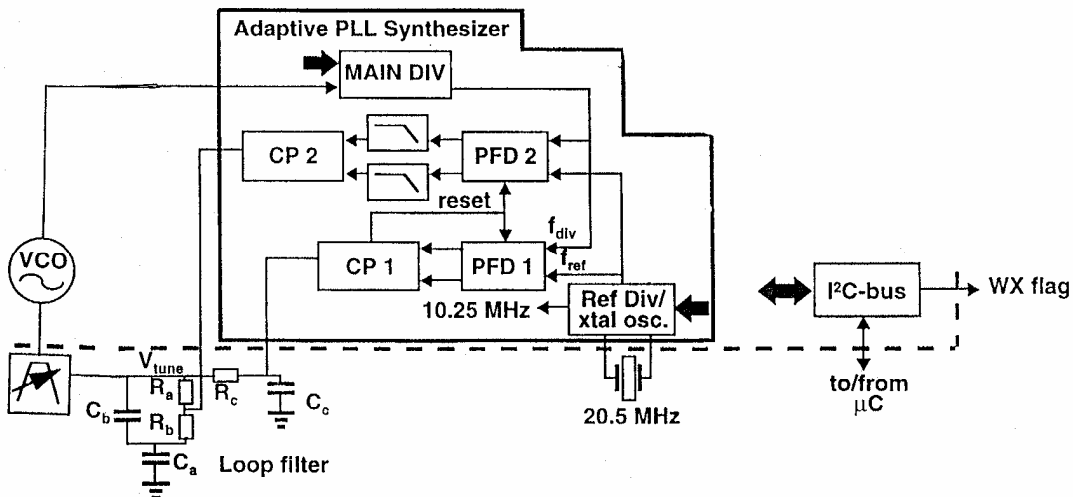 Adaptive PLL Synthesizer
MAIN DIV
CP 2
PFD 2
reset
f_div
VCO
CP 1
PFD 1
f_ref
10.25 MHz
Ref Div/
xtal osc.
I²C-bus
WX flag
V_tune
R_a
R_c
C_b
R_b
C_c
20.5 MHz
to/from
μC
C_a
Loop filter